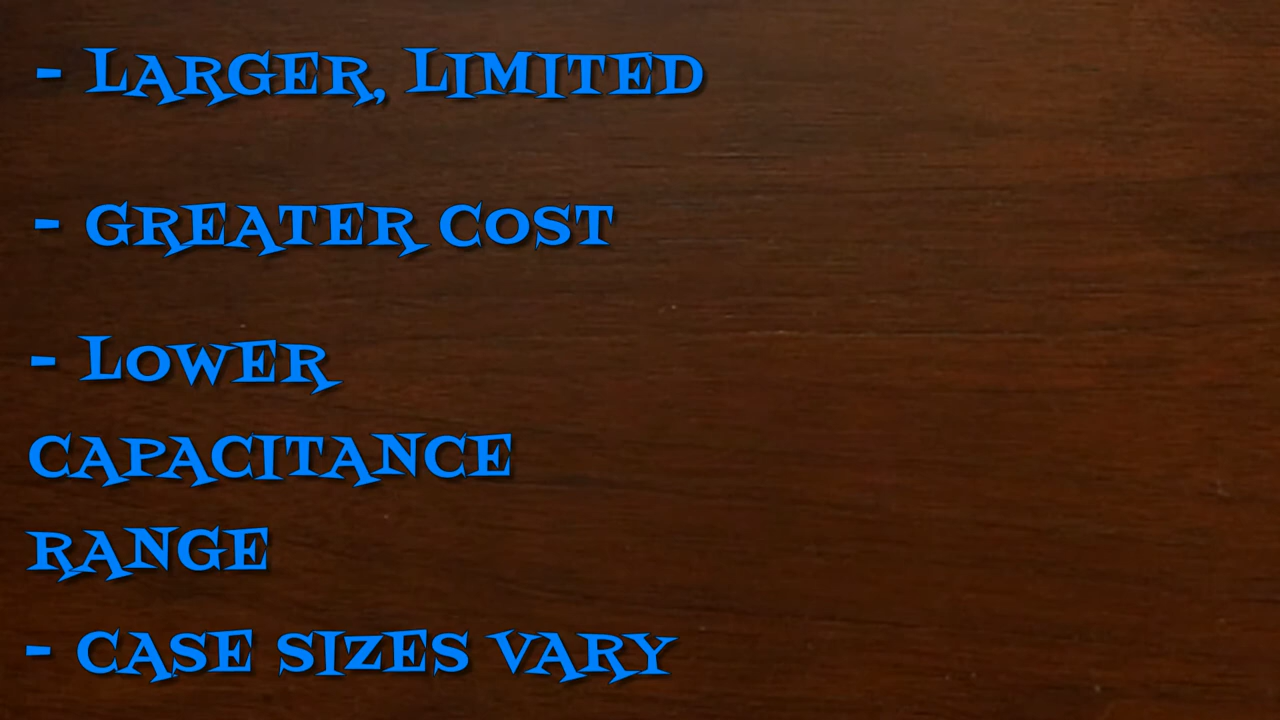 - Larger, Limited
- Greater cost
- Lower
capacitance
range
- case sizes vary